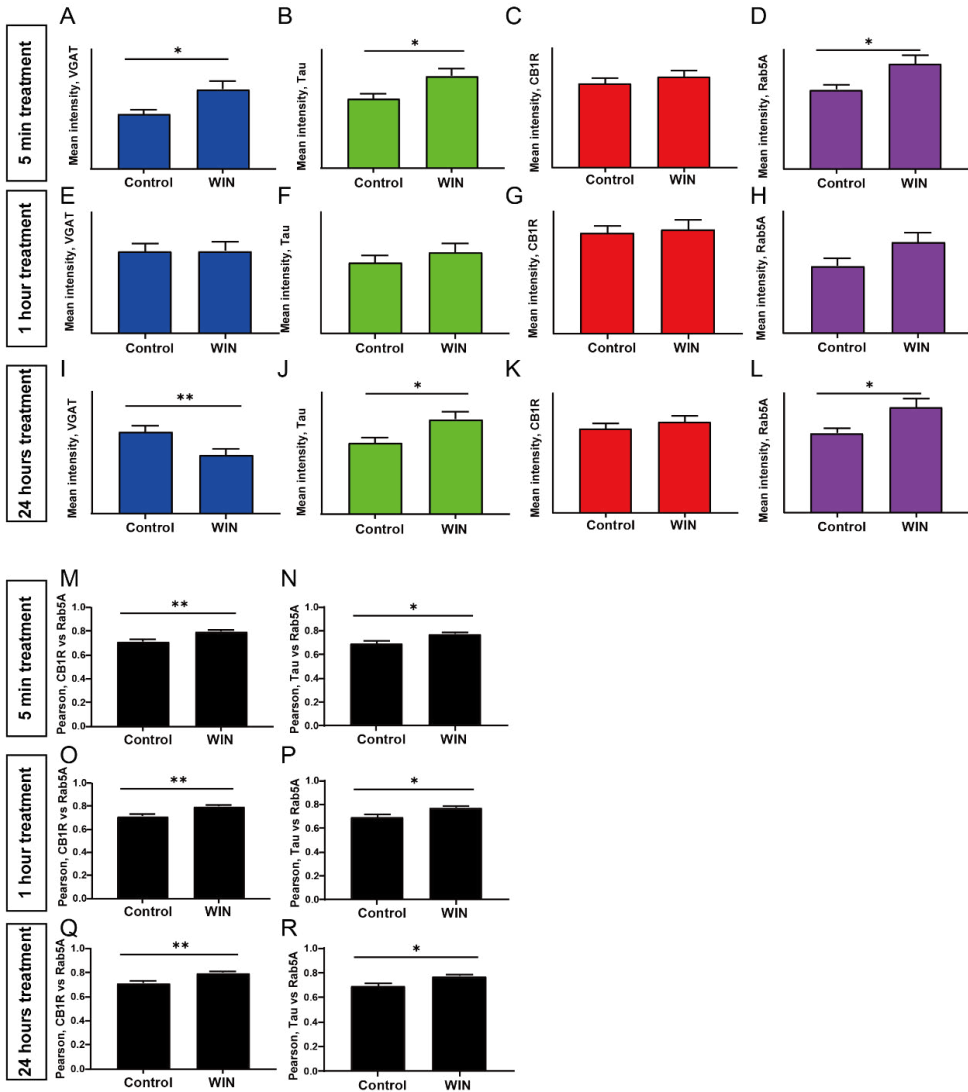 A
B
C
D
5 min treatment
Mean intensity, VGAT
*
Control
WIN
Mean intensity, Tau
*
Control
WIN
Mean intensity, CB1R
Control
WIN
Mean intensity, Rab5A
*
Control
WIN
E
F
G
H
1 hour treatment
Mean intensity, VGAT
Control
WIN
Mean intensity, Tau
Control
WIN
Mean intensity, CB1R
Control
WIN
Mean intensity, Rab5A
Control
WIN
I
J
K
L
24 hours treatment
Mean intensity, VGAT
**
Control
WIN
Mean intensity, Tau
*
Control
WIN
Mean intensity, CB1R
Control
WIN
Mean intensity, Rab5A
*
Control
WIN
M
N
5 min treatment
Pearson, CB1R vs Rab5A
1.0
0.8
0.6
0.4
0.2
0.0
**
Control
WIN
Pearson, Tau vs Rab5A
1.0
0.8
0.6
0.4
0.2
0.0
*
Control
WIN
O
P
1 hour treatment
Pearson, CB1R vs Rab5A
1.0
0.8
0.6
0.4
0.2
0.0
**
Control
WIN
Pearson, Tau vs Rab5A
1.0
0.8
0.6
0.4
0.2
0.0
*
Control
WIN
Q
R
24 hours treatment
Pearson, CB1R vs Rab5A
1.0
0.8
0.6
0.4
0.2
0.0
**
Control
WIN
Pearson, Tau vs Rab5A
1.0
0.8
0.6
0.4
0.2
0.0
*
Control
WIN